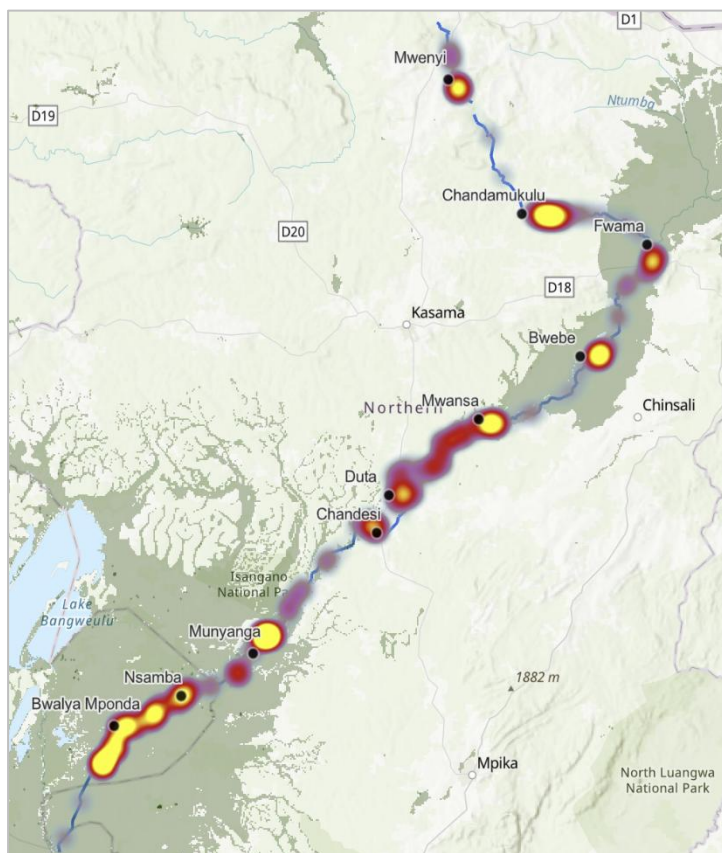 D1
Mwenyi
Ntumba
D19
Chandamukulu
Fwama
D20
D18
Kasama
Bwebe
Mwansa
Northern
Chinsali
Duta
Chandesi
Isangano
National Pa
Lake
Bangweulu
Munyanga
Nsamba
1882 m
Bwalya Mponda
Mpika
North Luangwa
National Park